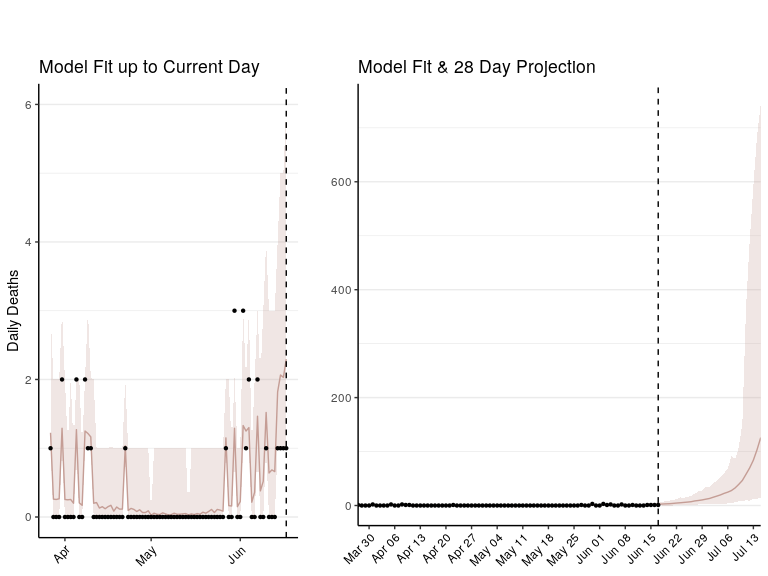 Model Fit up to Current Day
Model Fit & 28 Day Projection
Daily Deaths
6
4
2
0
Apr
May
Jun
600
400
200
0
Mar 30
Apr 06
Apr 13
Apr 20
Apr 27
May 04
May 11
May 18
May 25
Jun 01
Jun 08
Jun 15
Jun 22
Jun 29
Jul 06
Jul 13